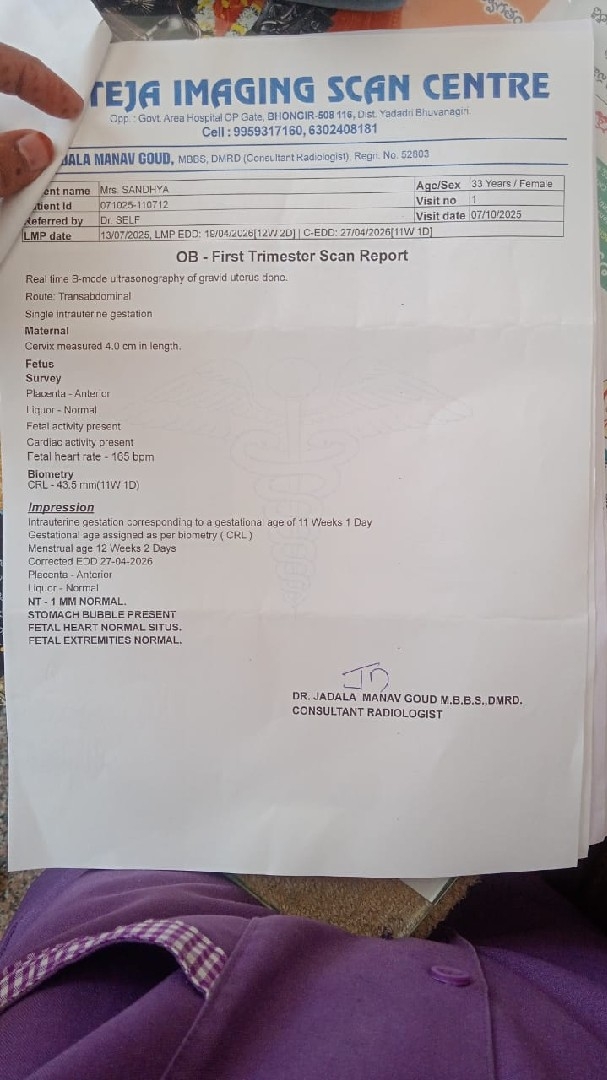 TEJA IMAGING SCAN CENTRE
Opp. : Govt. Area Hospital OP Gate, BHONGIR-508 116, Dist. Yadadri Bhuvanagiri.
Cell : 9959317160, 6302408181
JADALA MANAV GOUD, MBBS, DMRD (Consultant Radiologist) Regn. No. 52603
ent name Mrs. SANDHYA Age/Sex 33 Years / Female
tient Id 071025-110712 Visit no 1
Referred by Dr. SELF Visit date 07/10/2025
LMP date 13/07/2025, LMP EDD: 19/04/2026[12W 2D] | C-EDD: 27/04/2026[11W 1D]
OB - First Trimester Scan Report
Real time B-mode ultrasonography of gravid uterus done.
Route: Transabdominal
Single intrauterine gestation
Maternal
Cervix measured 4.0 cm in length.
Fetus
Survey
Placenta - Anterior
Liquor - Normal
Fetal activity present
Cardiac activity present
Fetal heart rate - 165 bpm
Biometry
CRL - 43.5 mm(11W 1D)
Impression
Intrauterine gestation corresponding to a gestational age of 11 Weeks 1 Day
Gestational age assigned as per biometry ( CRL )
Menstrual age 12 Weeks 2 Days
Corrected EDD 27-04-2026
Placenta - Anterior
Liquor - Normal
NT - 1 MM NORMAL.
STOMACH BUBBLE PRESENT
FETAL HEART NORMAL SITUS.
FETAL EXTREMITIES NORMAL.
DR. JADALA MANAV GOUD M.B.B.S.,DMRD.
CONSULTANT RADIOLOGIST